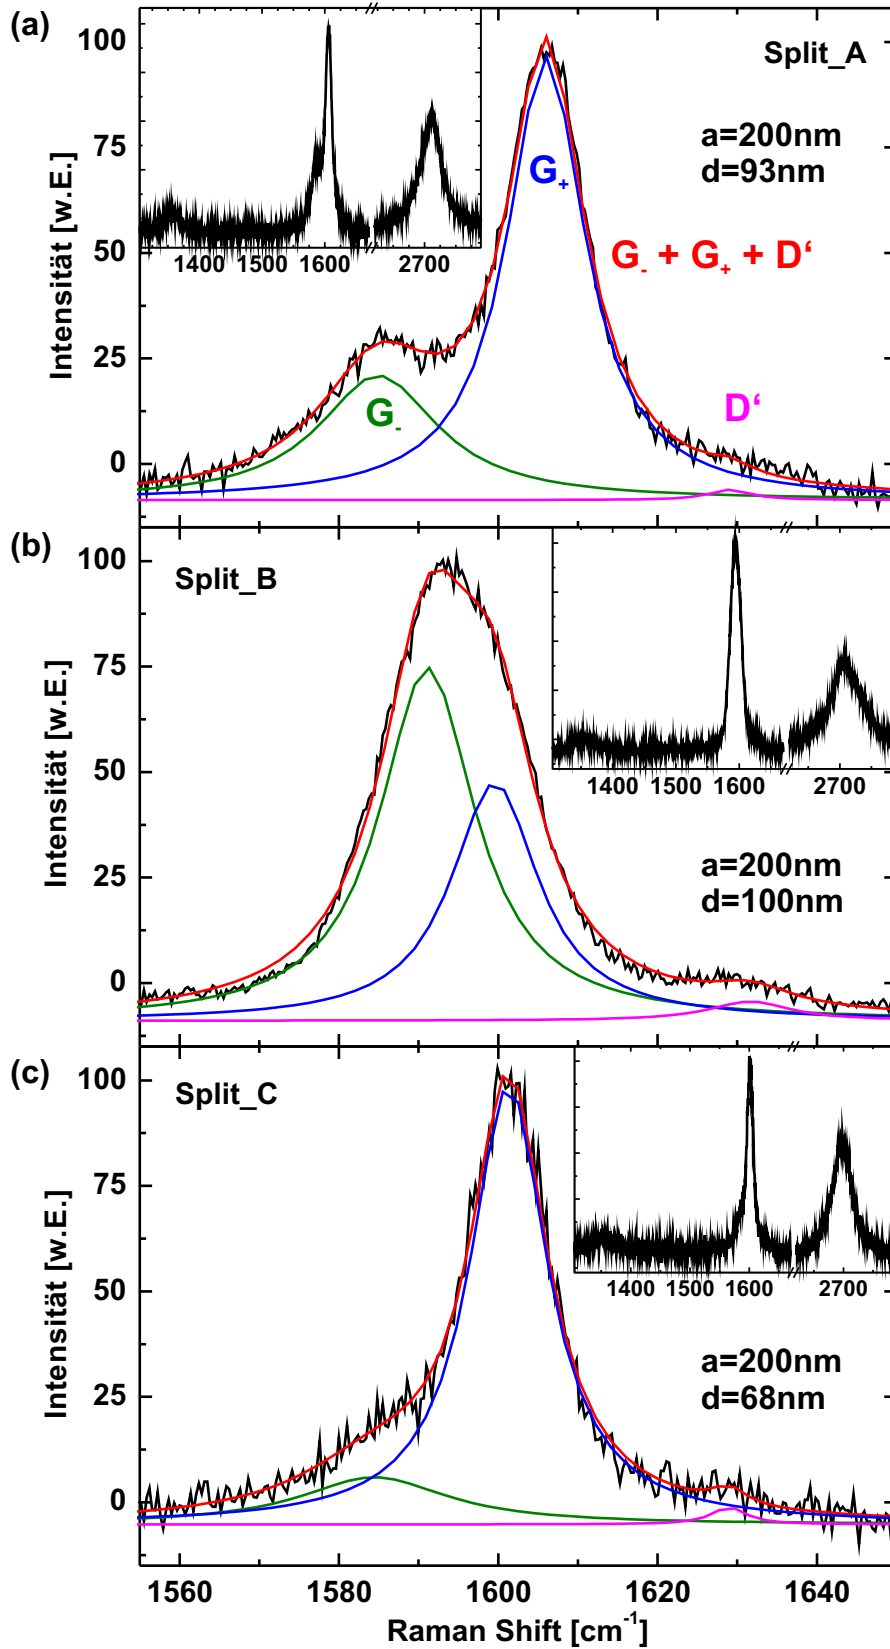 (a)
Split_A
a=200nm
d=93nm
G₊
G₋ + G₊ + D‘
G₋
D‘
100
75
50
25
0
Intensität [w.E.]
1400 1500 1600 2700
(b)
Split_B
a=200nm
d=100nm
100
75
50
25
0
Intensität [w.E.]
1400 1500 1600 2700
(c)
Split_C
a=200nm
d=68nm
100
75
50
25
0
Intensität [w.E.]
1400 1500 1600 2700
1560 1580 1600 1620 1640
Raman Shift [cm⁻¹]